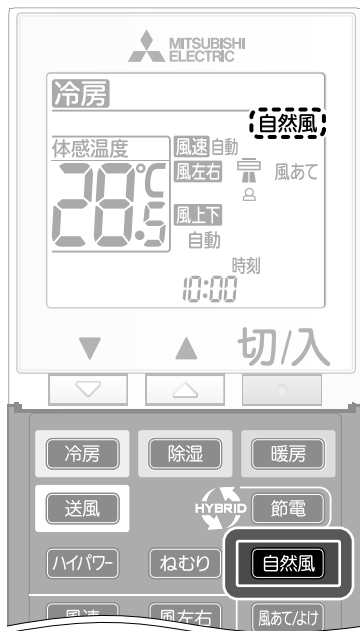 MITSUBISHI
ELECTRIC
冷房
自然風
体感温度
風速 自動
28.5℃
風左右 風あて
風上下
自動
時刻
10:00
▼ ▲ 切/入
▽ △
冷房 除湿 暖房
送風 HYBRID 節電
ハイパワー ねむり 自然風
風速 風左右 風あて/よけ